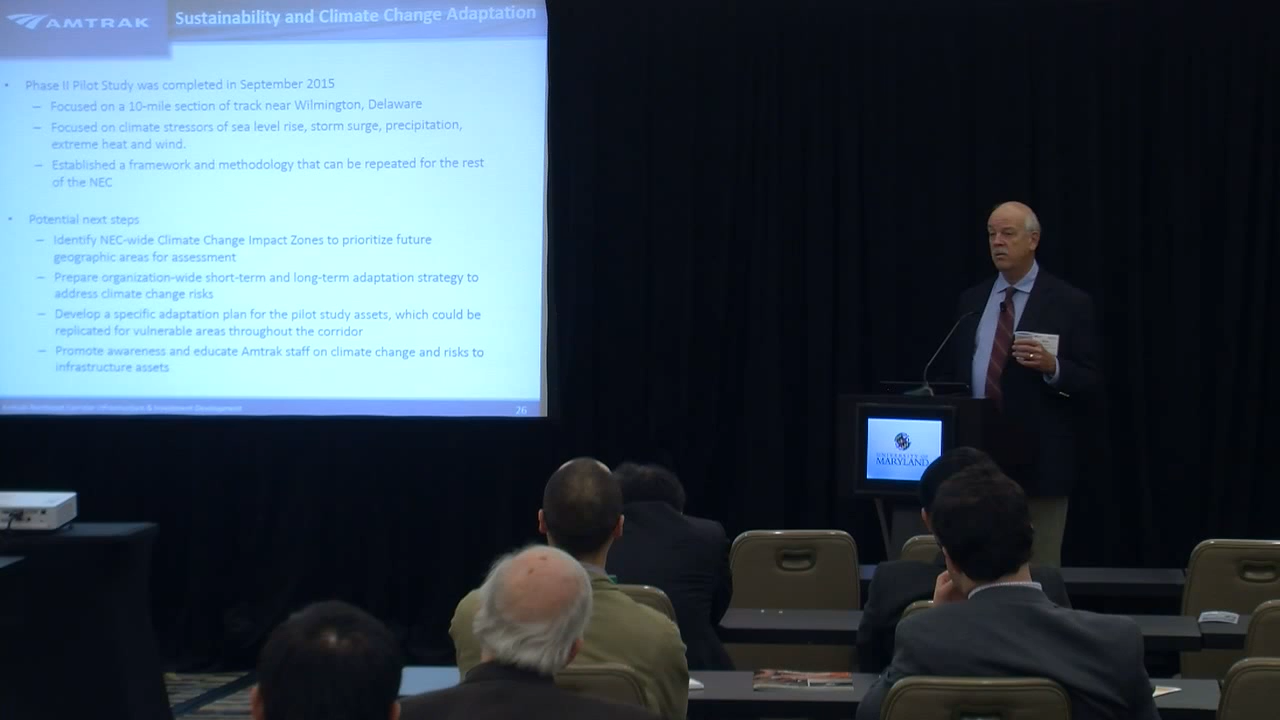 AMTRAK
Sustainability and Climate Change Adaptation
• Phase II Pilot Study was completed in September 2015
– Focused on a 10-mile section of track near Wilmington, Delaware
– Focused on climate stressors of sea level rise, storm surge, precipitation,
extreme heat and wind.
– Established a framework and methodology that can be repeated for the rest
of the NEC
• Potential next steps
– Identify NEC-wide Climate Change Impact Zones to prioritize future
geographic areas for assessment
– Prepare organization-wide short-term and long-term adaptation strategy to
address climate change risks
– Develop a specific adaptation plan for the pilot study assets, which could be
replicated for vulnerable areas throughout the corridor
– Promote awareness and educate Amtrak staff on climate change and risks to
infrastructure assets
Amtrak Northeast Corridor Infrastructure & Investment Development
26
UNIVERSITY OF
MARYLAND